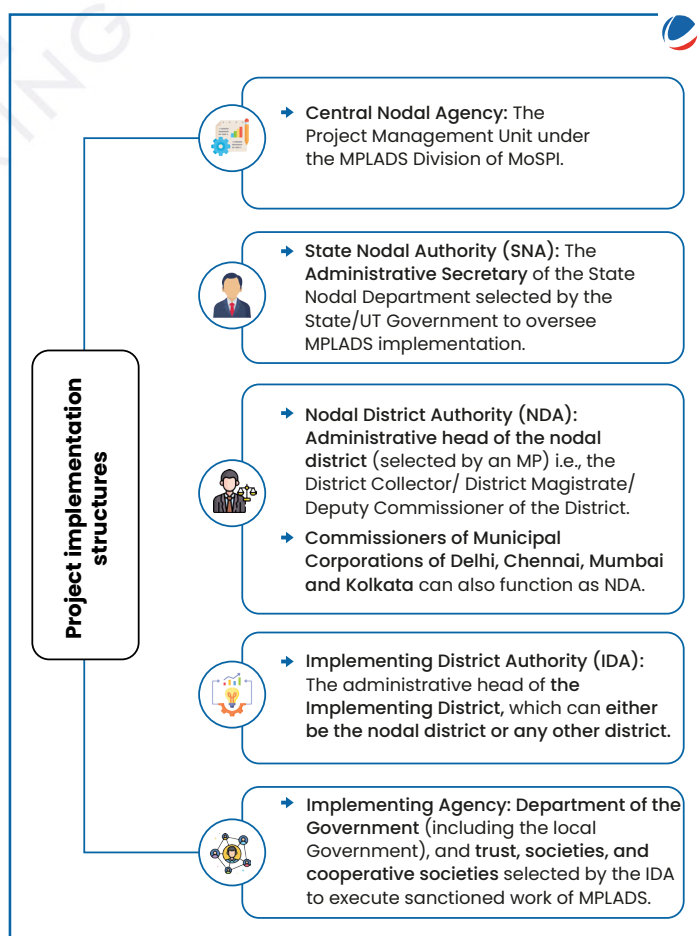 Central Nodal Agency: The
Project Management Unit under
the MPLADS Division of MoSPI.
State Nodal Authority (SNA): The
Administrative Secretary of the State
Nodal Department selected by the
State/UT Government to oversee
MPLADS implementation.
Project implementation
structures
Nodal District Authority (NDA):
Administrative head of the nodal
district (selected by an MP) i.e., the
District Collector/ District Magistrate/
Deputy Commissioner of the District.
Commissioners of Municipal
Corporations of Delhi, Chennai, Mumbai
and Kolkata can also function as NDA.
Implementing District Authority (IDA):
The administrative head of the
Implementing District, which can either
be the nodal district or any other district.
Implementing Agency: Department of the
Government (including the local
Government), and trust, societies, and
cooperative societies selected by the IDA
to execute sanctioned work of MPLADS.